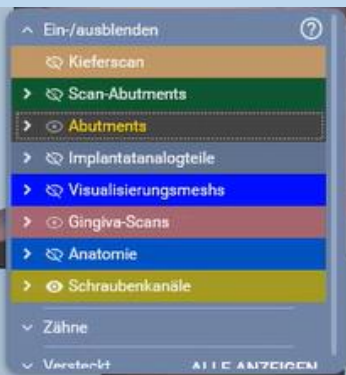 Ein-/ausblenden
Kieferscan
Scan-Abutments
Abutments
Implantatanalogteile
Visualisierungsmeshs
Gingiva-Scans
Anatomie
Schraubenkanäle
Zähne
Versteckt ALLE ANZEIGEN